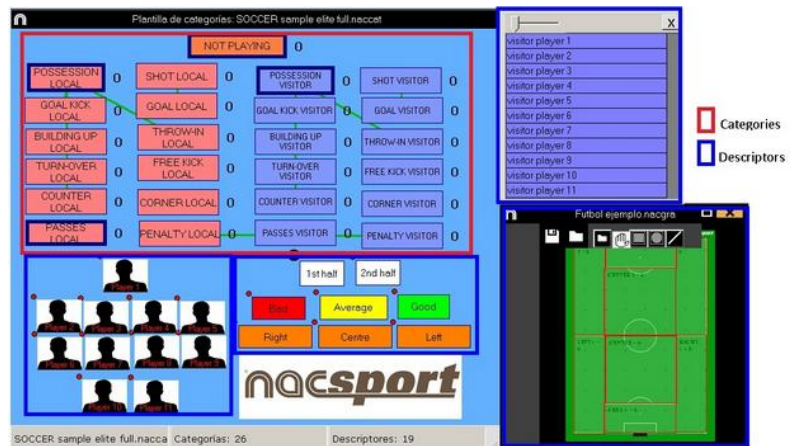 Plantilla de categorías: SOCCER sample elite full.naccat
NOT PLAYING 0
POSSESSION LOCAL 0
SHOT LOCAL 0
POSSESSION VISITOR 0
SHOT VISITOR 0
GOAL KICK LOCAL 0
GOAL LOCAL 0
GOAL KICK VISITOR 0
GOAL VISITOR 0
BUILDING UP LOCAL 0
THROW-IN LOCAL 0
BUILDING UP VISITOR 0
THROW-IN VISITOR 0
TURN-OVER LOCAL 0
FREE KICK LOCAL 0
TURN-OVER VISITOR 0
FREE KICK VISITOR 0
COUNTER LOCAL 0
CORNER LOCAL 0
COUNTER VISITOR 0
CORNER VISITOR 0
PASSES LOCAL 0
PENALTY LOCAL 0
PASSES VISITOR 0
PENALTY VISITOR 0
Player 1
Player 2 Player 3 Player 4 Player 5
Player 10 Player 11
1st half 2nd half
Bad Average Good
Right Centre Left
nacsport
SOCCER sample elite full.nacca Categorías: 26 Descriptores: 19
X
visitor player 1
visitor player 2
visitor player 3
visitor player 4
visitor player 5
visitor player 6
visitor player 7
visitor player 8
visitor player 9
visitor player 10
visitor player 11
Categories
Descriptors
Futbol ejemplo.nacgra